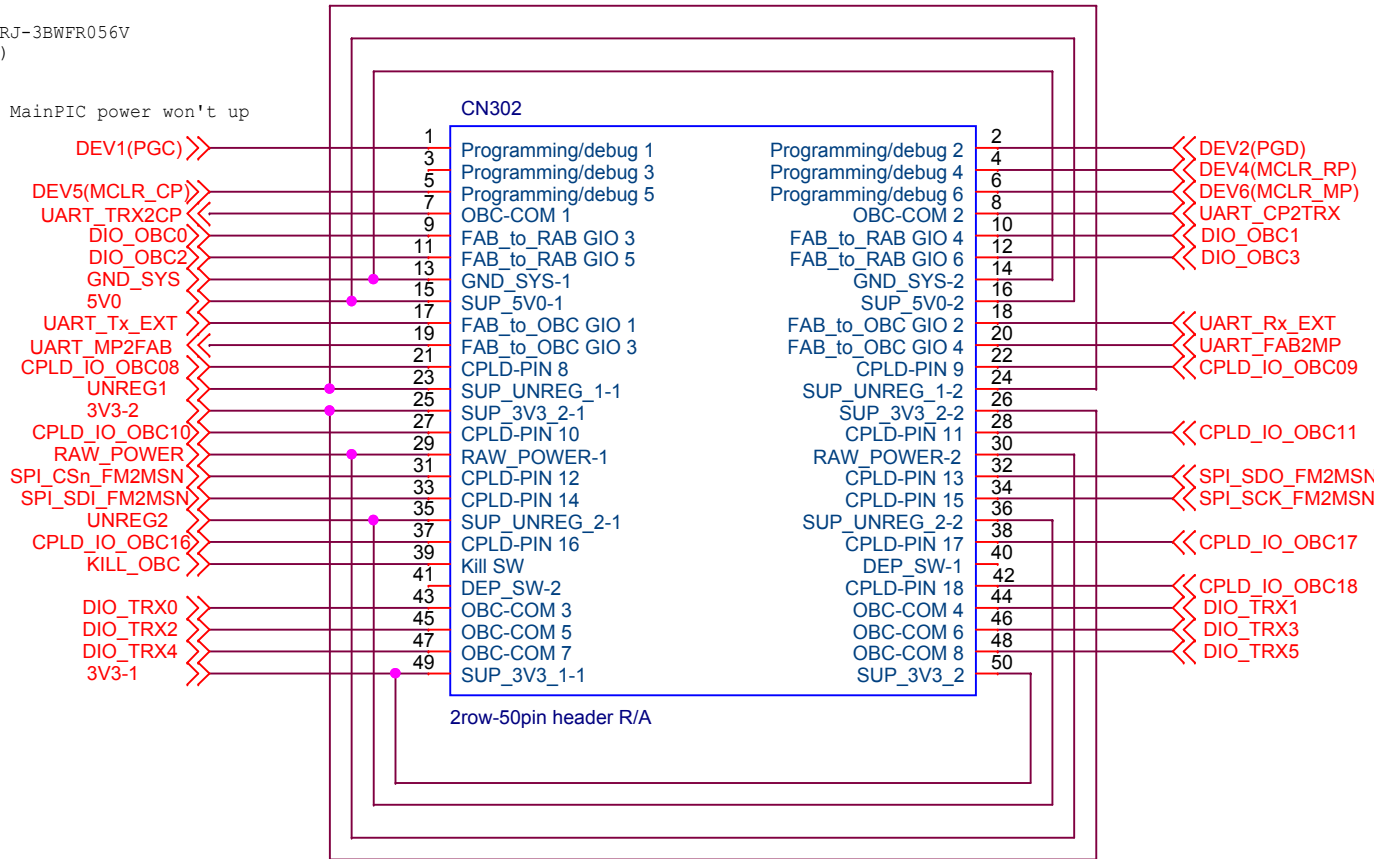 RJ-3BWFR056V
)
MainPIC power won't up
CN302
DEV1(PGC) 1 Programming/debug 1 Programming/debug 2 2 DEV2(PGD)
3 Programming/debug 3 Programming/debug 4 4 DEV4(MCLR_RP)
DEV5(MCLR_CP) 5 Programming/debug 5 Programming/debug 6 6 DEV6(MCLR_MP)
UART_TRX2CP 7 OBC-COM 1 OBC-COM 2 8 UART_CP2TRX
DIO_OBC0 9 FAB_to_RAB GIO 3 FAB_to_RAB GIO 4 10 DIO_OBC1
DIO_OBC2 11 FAB_to_RAB GIO 5 FAB_to_RAB GIO 6 12 DIO_OBC3
GND_SYS 13 GND_SYS-1 GND_SYS-2 14
5V0 15 SUP_5V0-1 SUP_5V0-2 16
UART_Tx_EXT 17 FAB_to_OBC GIO 1 FAB_to_OBC GIO 2 18 UART_Rx_EXT
UART_MP2FAB 19 FAB_to_OBC GIO 3 FAB_to_OBC GIO 4 20 UART_FAB2MP
CPLD_IO_OBC08 21 CPLD-PIN 8 CPLD-PIN 9 22 CPLD_IO_OBC09
UNREG1 23 SUP_UNREG_1-1 SUP_UNREG_1-2 24
3V3-2 25 SUP_3V3_2-1 SUP_3V3_2-2 26
CPLD_IO_OBC10 27 CPLD-PIN 10 CPLD-PIN 11 28 CPLD_IO_OBC11
RAW_POWER 29 RAW_POWER-1 RAW_POWER-2 30
SPI_CSn_FM2MSN 31 CPLD-PIN 12 CPLD-PIN 13 32 SPI_SDO_FM2MSN
SPI_SDI_FM2MSN 33 CPLD-PIN 14 CPLD-PIN 15 34 SPI_SCK_FM2MSN
UNREG2 35 SUP_UNREG_2-1 SUP_UNREG_2-2 36
CPLD_IO_OBC16 37 CPLD-PIN 16 CPLD-PIN 17 38 CPLD_IO_OBC17
KILL_OBC 39 Kill SW DEP_SW-1 40
41 DEP_SW-2 CPLD-PIN 18 42 CPLD_IO_OBC18
DIO_TRX0 43 OBC-COM 3 OBC-COM 4 44 DIO_TRX1
DIO_TRX2 45 OBC-COM 5 OBC-COM 6 46 DIO_TRX3
DIO_TRX4 47 OBC-COM 7 OBC-COM 8 48 DIO_TRX5
3V3-1 49 SUP_3V3_1-1 SUP_3V3_2 50
2row-50pin header R/A